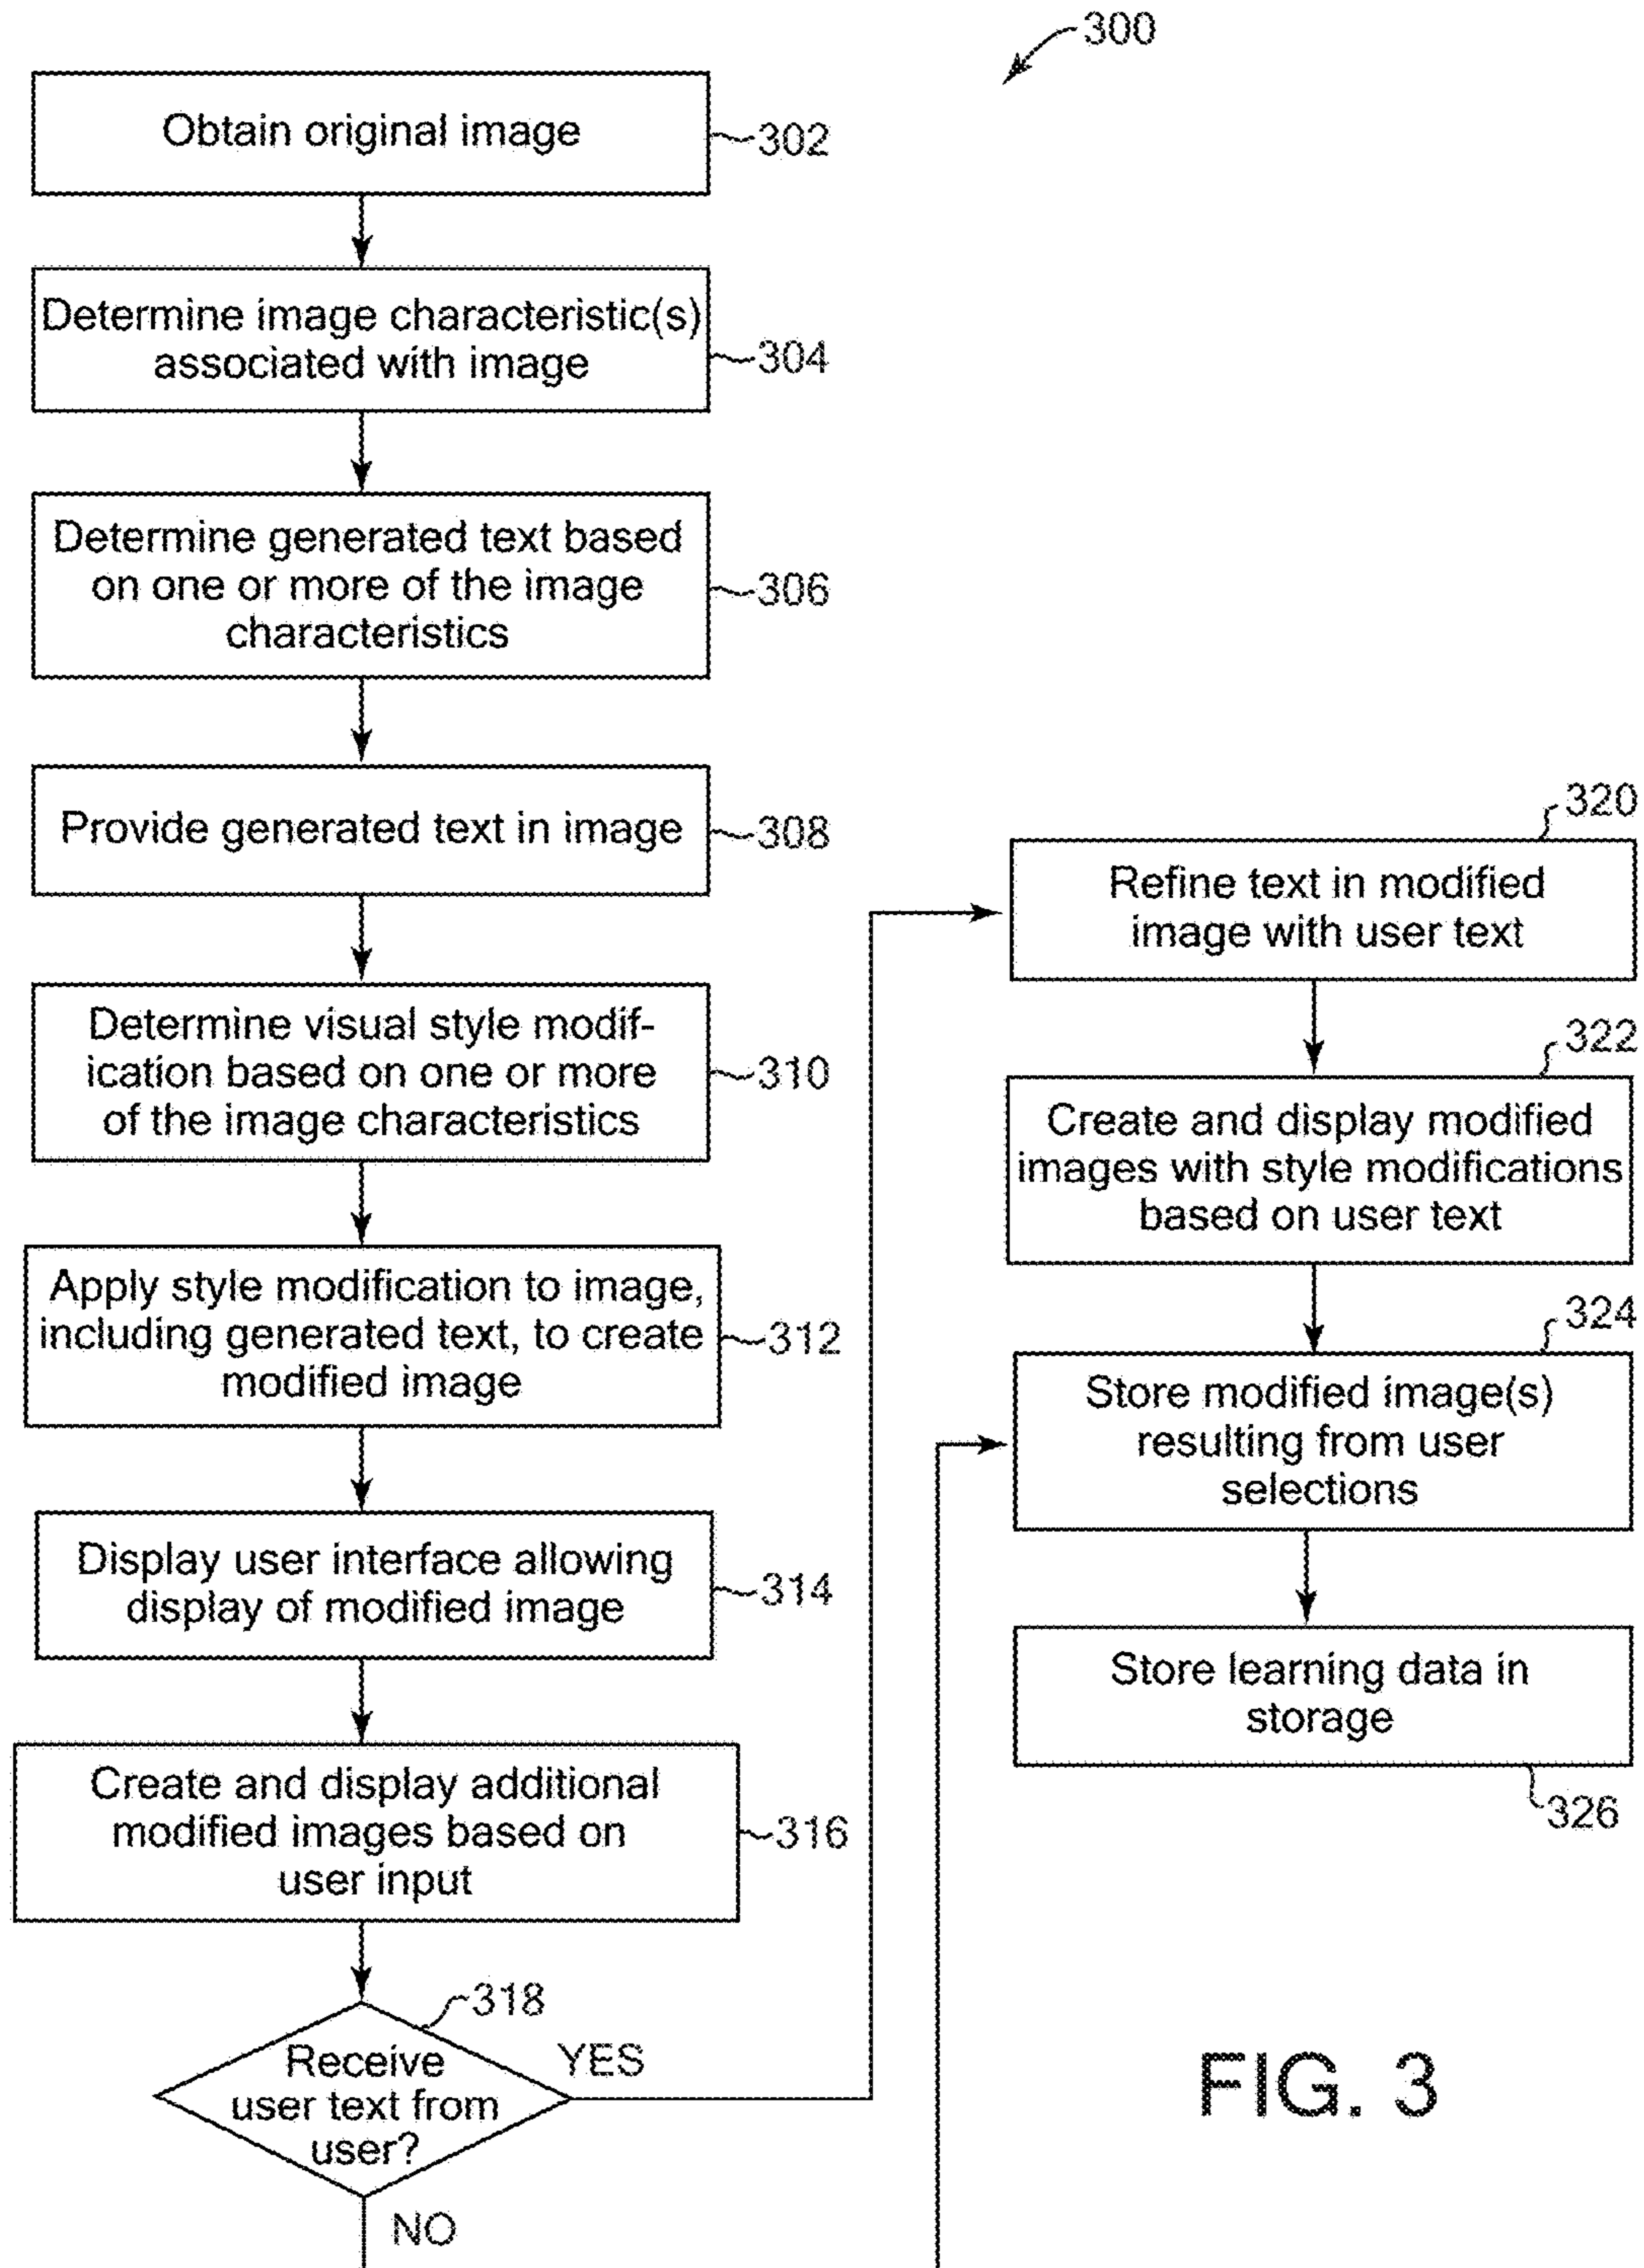 300
Obtain original image
302
Determine image characteristic(s)
associated with image
304
Determine generated text based
on one or more of the image
characteristics
306
Provide generated text in image
308
Determine visual style modif-
ication based on one or more
of the image characteristics
310
Apply style modification to image,
including generated text, to create
modified image
312
Display user interface allowing
display of modified image
314
Create and display additional
modified images based on
user input
316
318
Receive
user text from
user?
YES
NO
320
Refine text in modified
image with user text
322
Create and display modified
images with style modifications
based on user text
324
Store modified image(s)
resulting from user
selections
Store learning data in
storage
326
FIG. 3